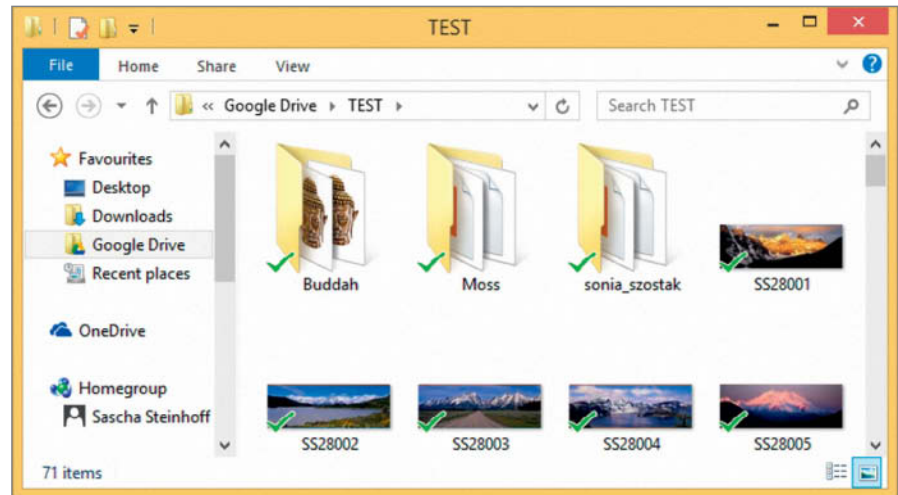 TEST
File Home Share View
« Google Drive TEST Search TEST
Favourites
Desktop
Downloads
Google Drive
Recent places
OneDrive
Homegroup
Sascha Steinhoff
Buddah Moss sonia_szostak SS28001
SS28002 SS28003 SS28004 SS28005
71 items